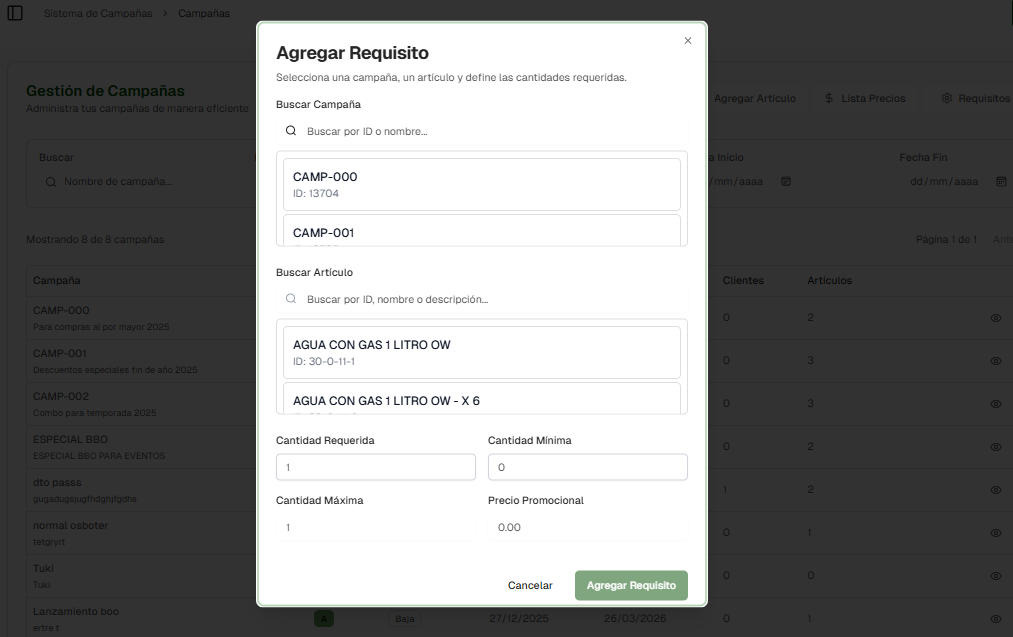 Sistema de Campañas > Campañas
Gestión de Campañas
Administra tus campañas de manera eficiente
Agregar Artículo
Lista Precios
Requisitos
Buscar
Nombre de campaña...
Inicio
/mm/aaaa
Fecha Fin
dd/mm/aaaa
Mostrando 8 de 8 campañas
Página 1 de 1
Campaña
Clientes
Artículos
CAMP-000
Para compras al por mayor 2025
0
2
CAMP-001
Descuentos especiales fin de año 2025
0
3
CAMP-002
Combo para temporada 2025
0
3
ESPECIAL BBO
ESPECIAL BBO PARA EVENTOS
0
2
dto passs
gugadugsjugfhdghjfgdhs
1
2
normal osboter
tetgryrt
0
1
Tuki
Tuki
0
0
Lanzamiento boo
ertre t
A
Baja
27/12/2025
26/03/2026
0
1
Agregar Requisito
Selecciona una campaña, un artículo y define las cantidades requeridas.
Buscar Campaña
Buscar por ID o nombre...
CAMP-000
ID: 13704
CAMP-001
Buscar Artículo
Buscar por ID, nombre o descripción...
AGUA CON GAS 1 LITRO OW
ID: 30-0-11-1
AGUA CON GAS 1 LITRO OW - X 6
Cantidad Requerida
1
Cantidad Mínima
0
Cantidad Máxima
1
Precio Promocional
0.00
Cancelar
Agregar Requisito